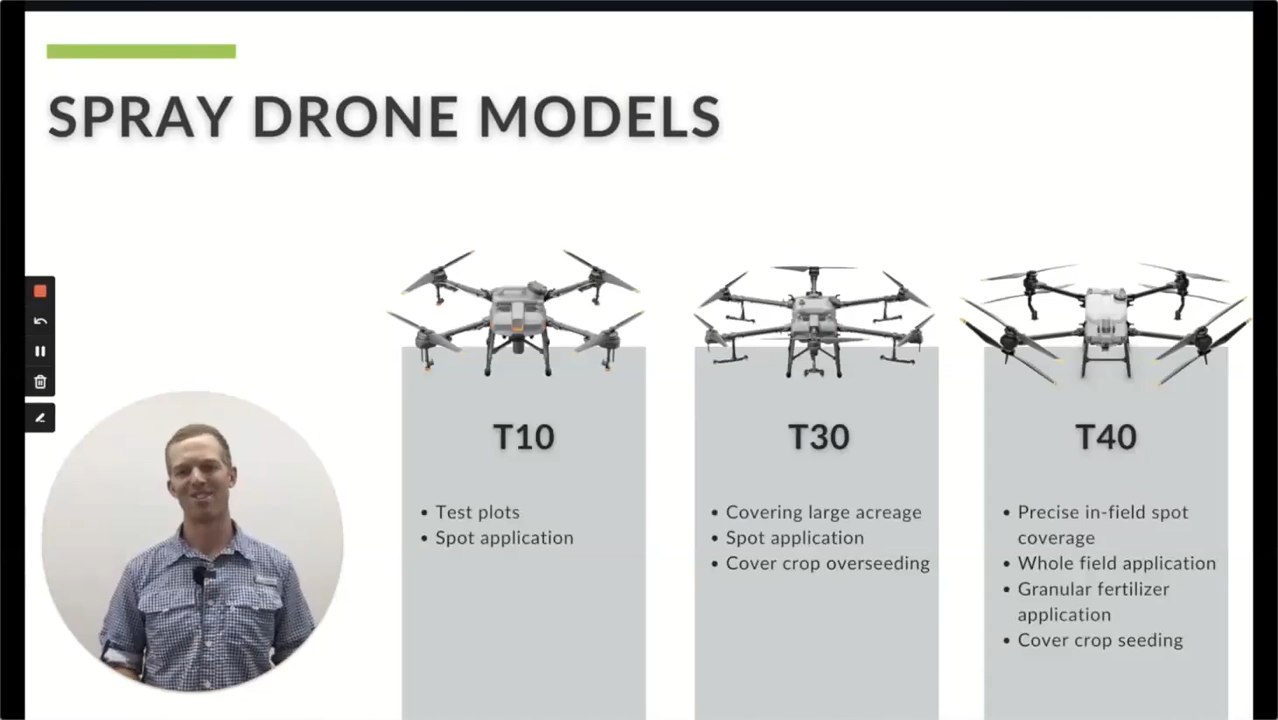 SPRAY DRONE MODELS
T10
• Test plots
• Spot application
T30
• Covering large acreage
• Spot application
• Cover crop overseeding
T40
• Precise in-field spot
coverage
• Whole field application
• Granular fertilizer
application
• Cover crop seeding